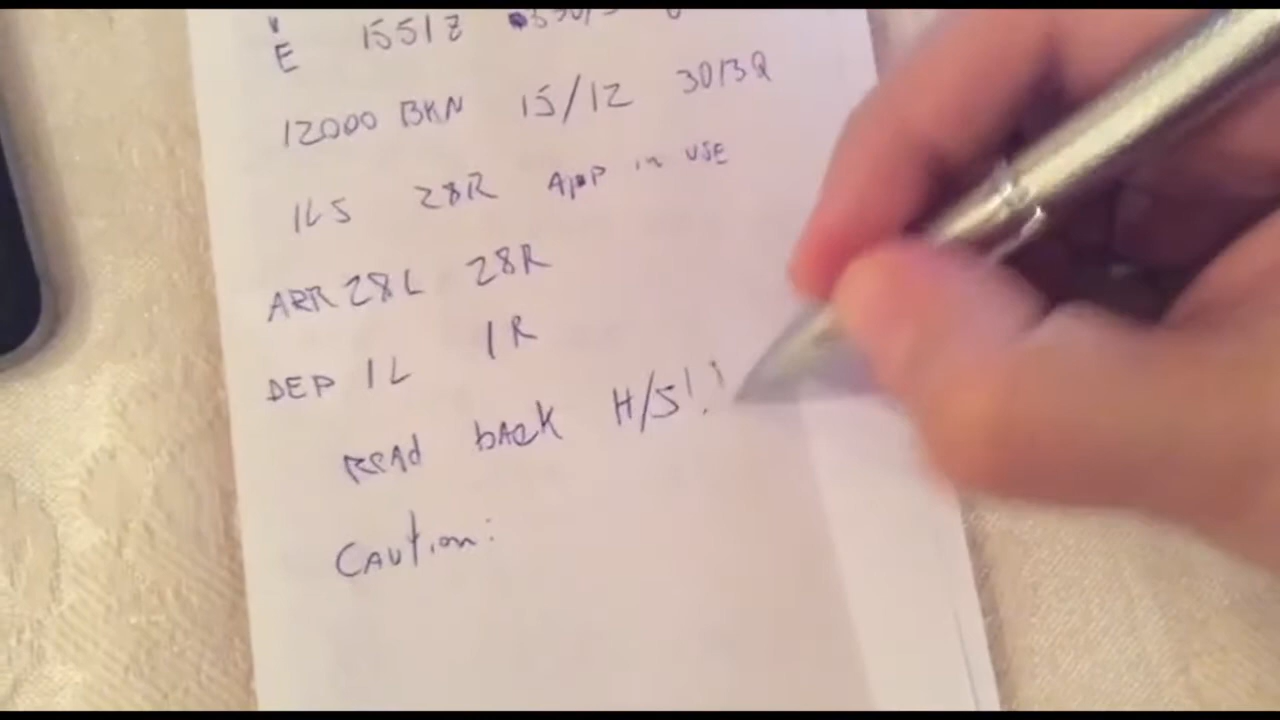 E 1551Z
12000 BKN 15/12 3013Q
ILS 28R App in USE
ARR 28L 28R
DEP 1L 1R
READ bACK H/S!!
CAUTion: